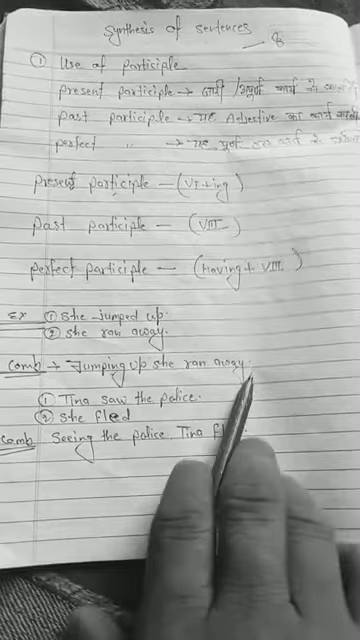 Synthesis of sentences
8
① Use of participle
present participle → जारी / अपूर्ण कार्य में
past participle → यह Adjective का कार्य
perfect " → यह पूर्ण
Present participle — (VI+ing)
Past participle — (VIII)
perfect participle — (Having + VIII)
Ex ① She jumped up.
② She ran away.
Comb → Jumping up she ran away.
① Tina saw the police.
② She fled
Comb Seeing the police, Tina